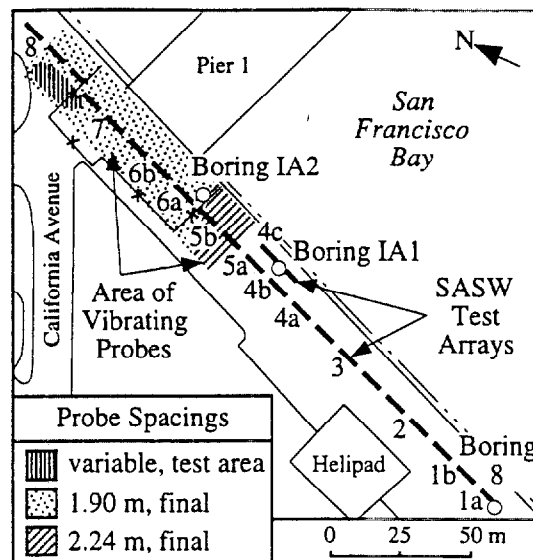 8
Pier 1
N
San
Francisco
Bay
7
Boring IA2
6b
6a
5b
4c
5a
Boring IA1
4b
4a
California Avenue
Area of
Vibrating
Probes
SASW
Test
Arrays
3
2
Boring
8
1b
1a
Helipad
Probe Spacings
variable, test area
1.90 m, final
2.24 m, final
0 50 m